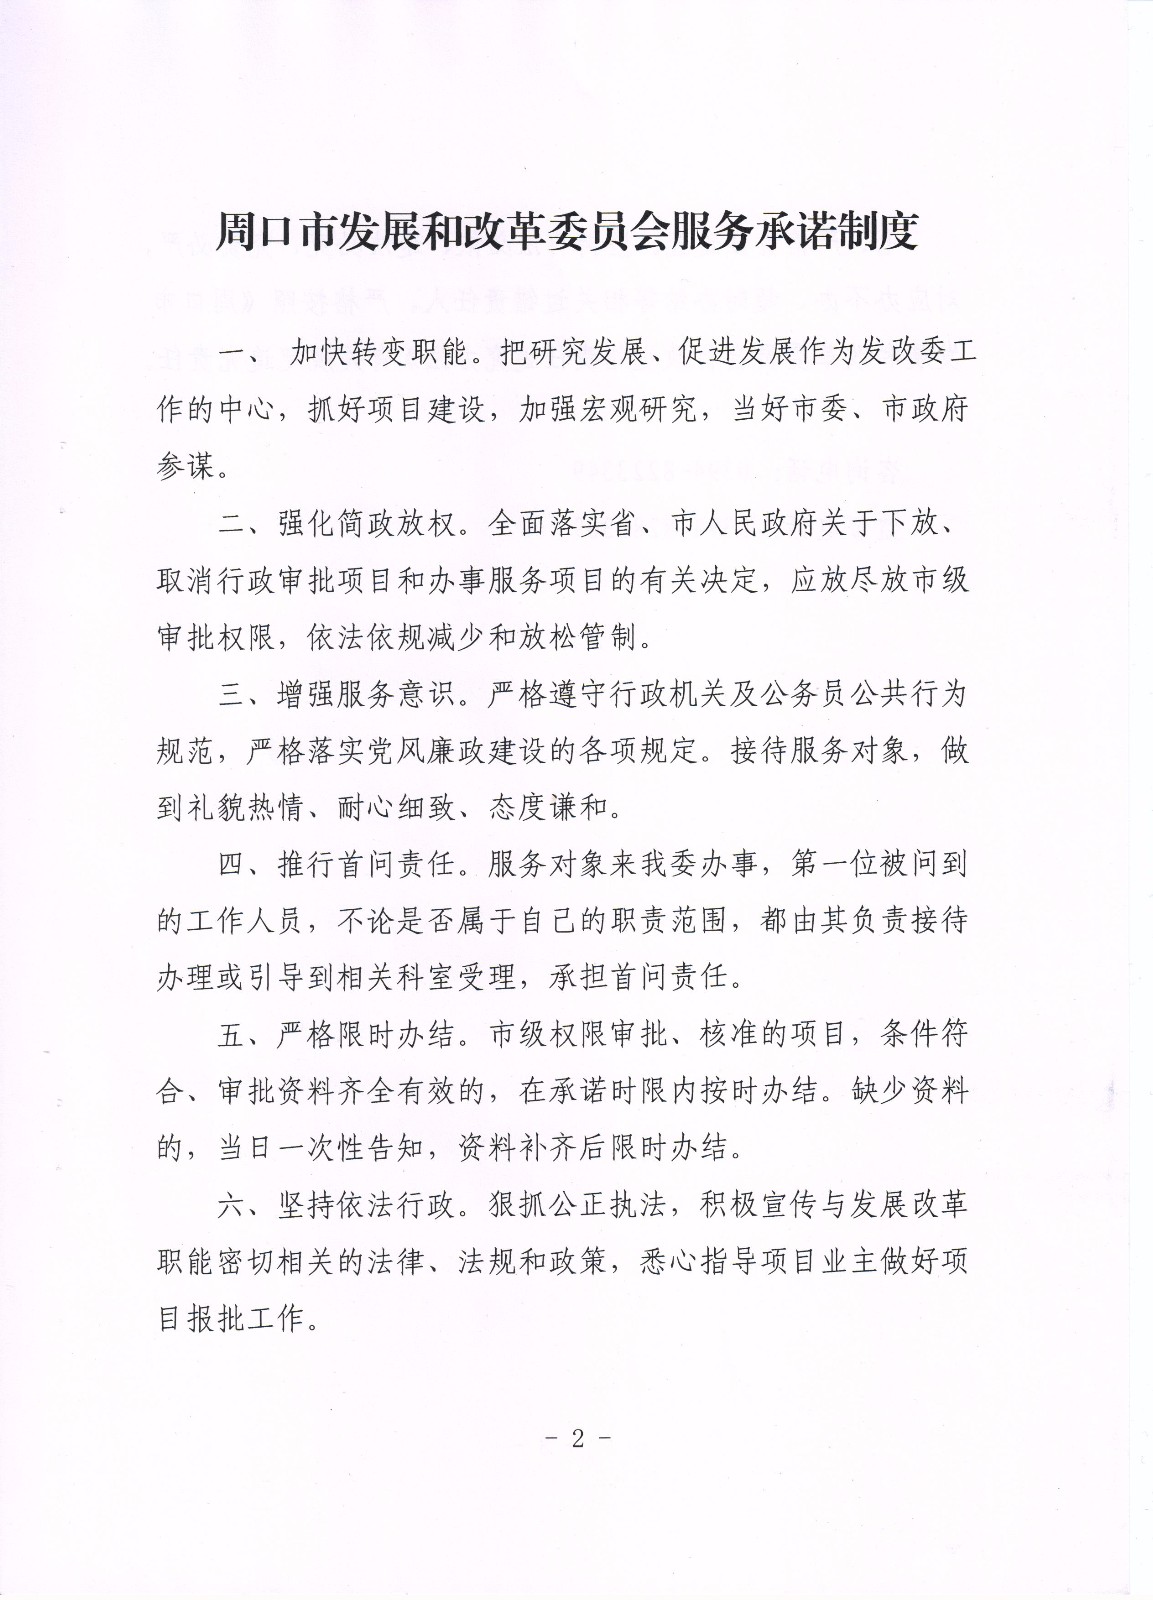 周口市发展和改革委员会服务承诺制度
一、 加快转变职能。把研究发展、促进发展作为发改委工
作的中心，抓好项目建设，加强宏观研究，当好市委、市政府
参谋。
二、强化简政放权。全面落实省、市人民政府关于下放、
取消行政审批项目和办事服务项目的有关决定，应放尽放市级
审批权限，依法依规减少和放松管制。
三、增强服务意识。严格遵守行政机关及公务员公共行为
规范，严格落实党风廉政建设的各项规定。接待服务对象，做
到礼貌热情、耐心细致、态度谦和。
四、推行首问责任。服务对象来我委办事，第一位被问到
的工作人员，不论是否属于自己的职责范围，都由其负责接待
办理或引导到相关科室受理，承担首问责任。
五、严格限时办结。市级权限审批、核准的项目，条件符
合、审批资料齐全有效的，在承诺时限内按时办结。缺少资料
的，当日一次性告知，资料补齐后限时办结。
六、坚持依法行政。狠抓公正执法，积极宣传与发展改革
职能密切相关的法律、法规和政策，悉心指导项目业主做好项
目报批工作。
- 2 -